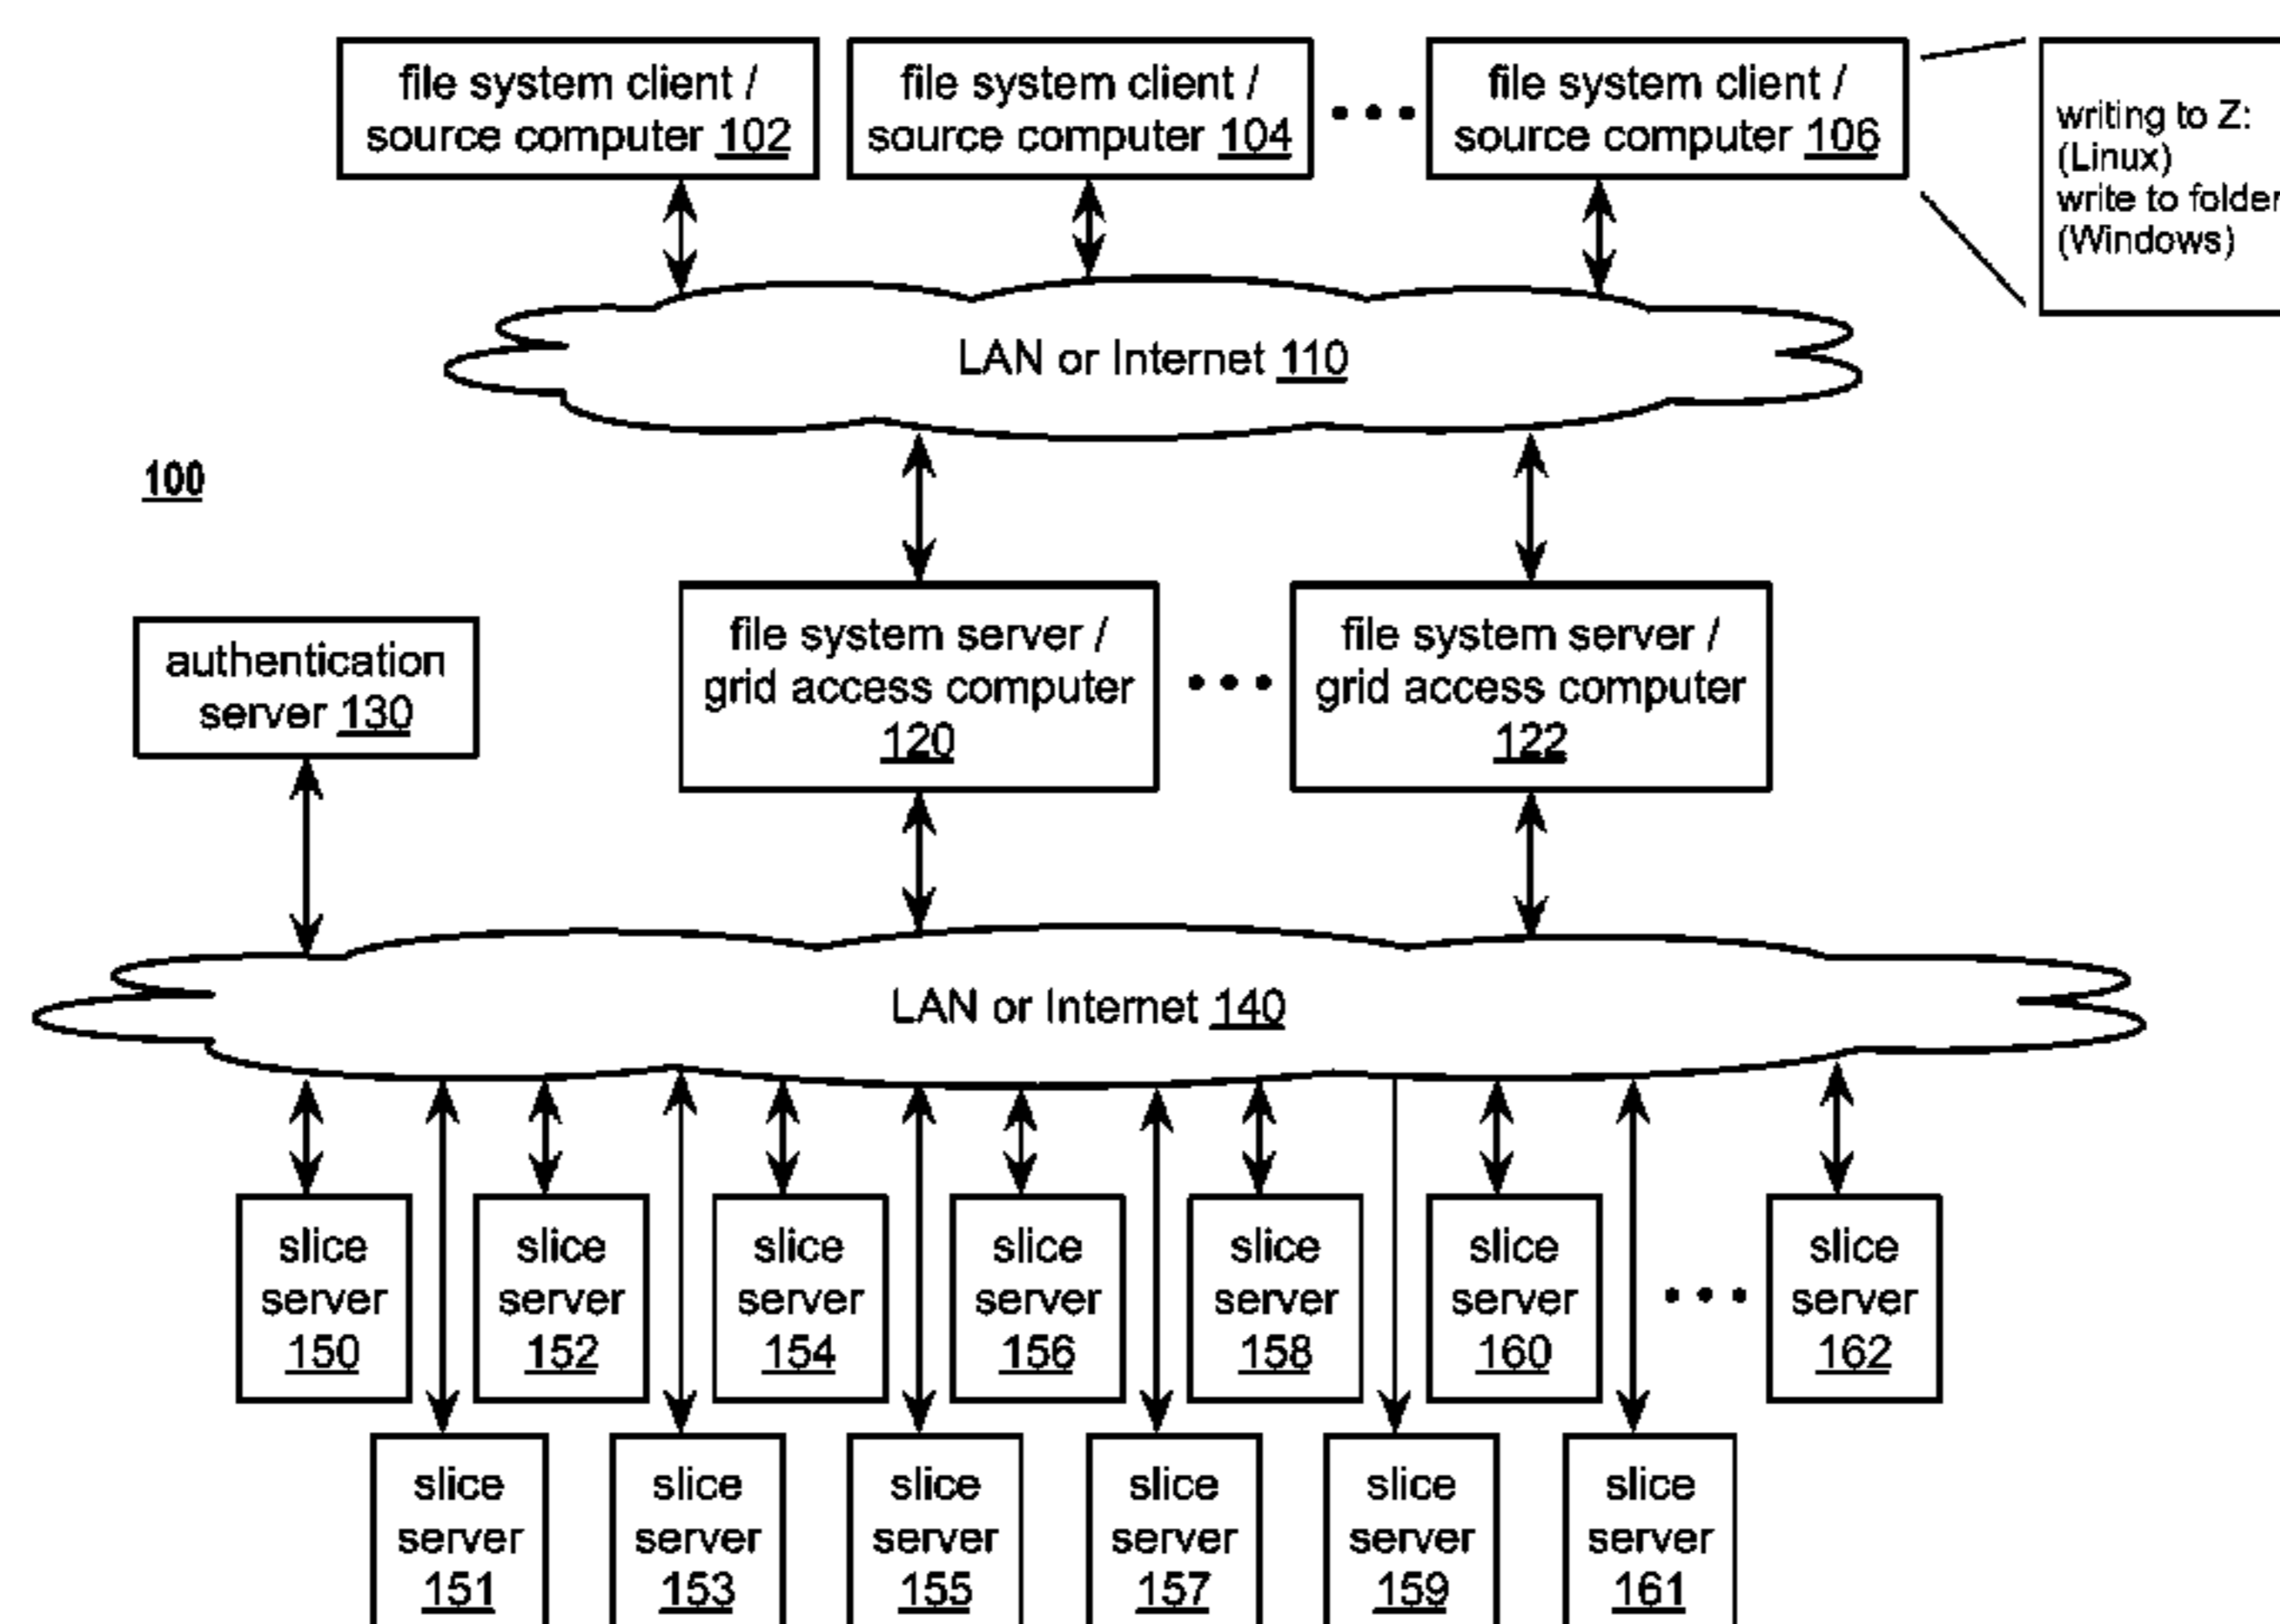 file system client /
source computer 102
file system client /
source computer 104
file system client /
source computer 106
writing to Z:
(Linux)
write to folder
(Windows)
LAN or Internet 110
100
authentication
server 130
file system server /
grid access computer
120
file system server /
grid access computer
122
LAN or Internet 140
slice
server
150
slice
server
152
slice
server
154
slice
server
156
slice
server
158
slice
server
160
slice
server
162
slice
server
151
slice
server
153
slice
server
155
slice
server
157
slice
server
159
slice
server
161